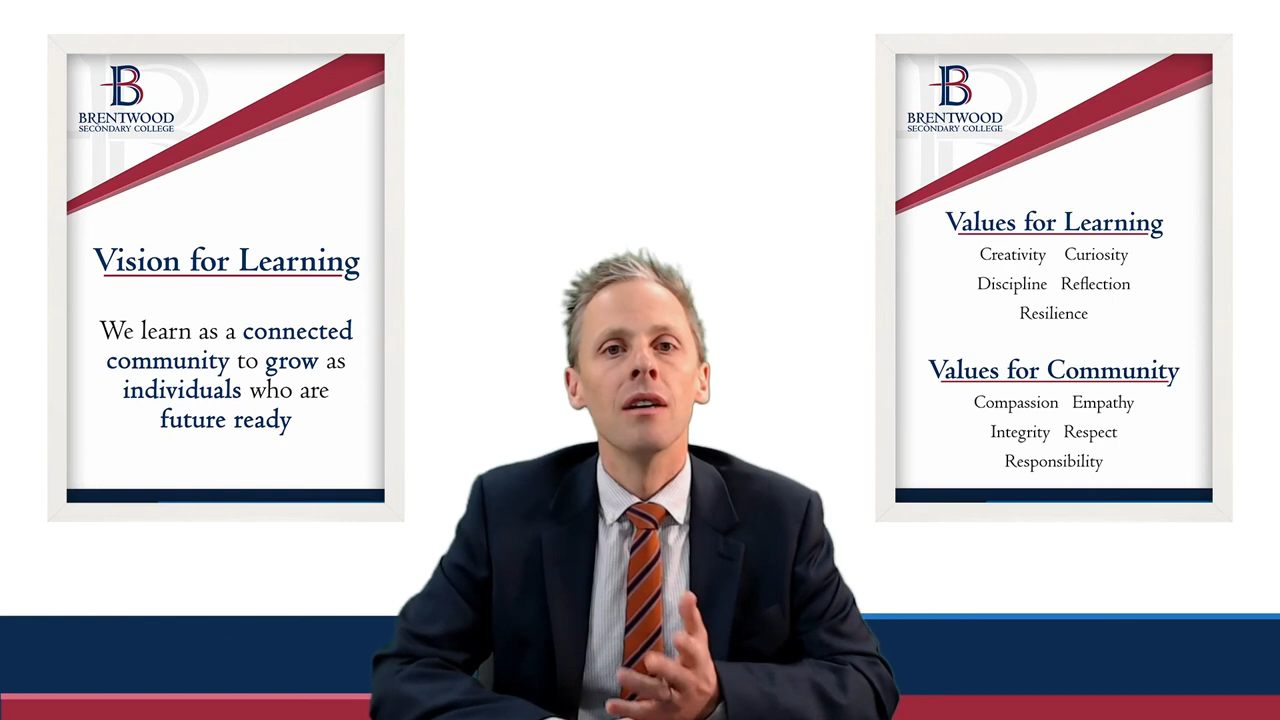 BRENTWOOD
SECONDARY COLLEGE
Vision for Learning
We learn as a connected
community to grow as
individuals who are
future ready
BRENTWOOD
SECONDARY COLLEGE
Values for Learning
Creativity Curiosity
Discipline Reflection
Resilience
Values for Community
Compassion Empathy
Integrity Respect
Responsibility